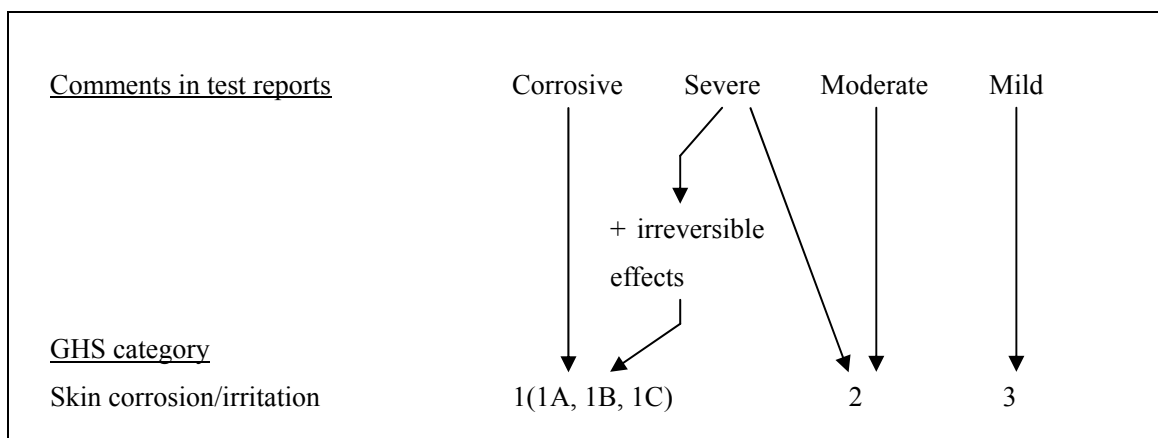 Comments in test reports Corrosive Severe Moderate Mild
+ irreversible
effects
GHS category
Skin corrosion/irritation 1(1A, 1B, 1C) 2 3